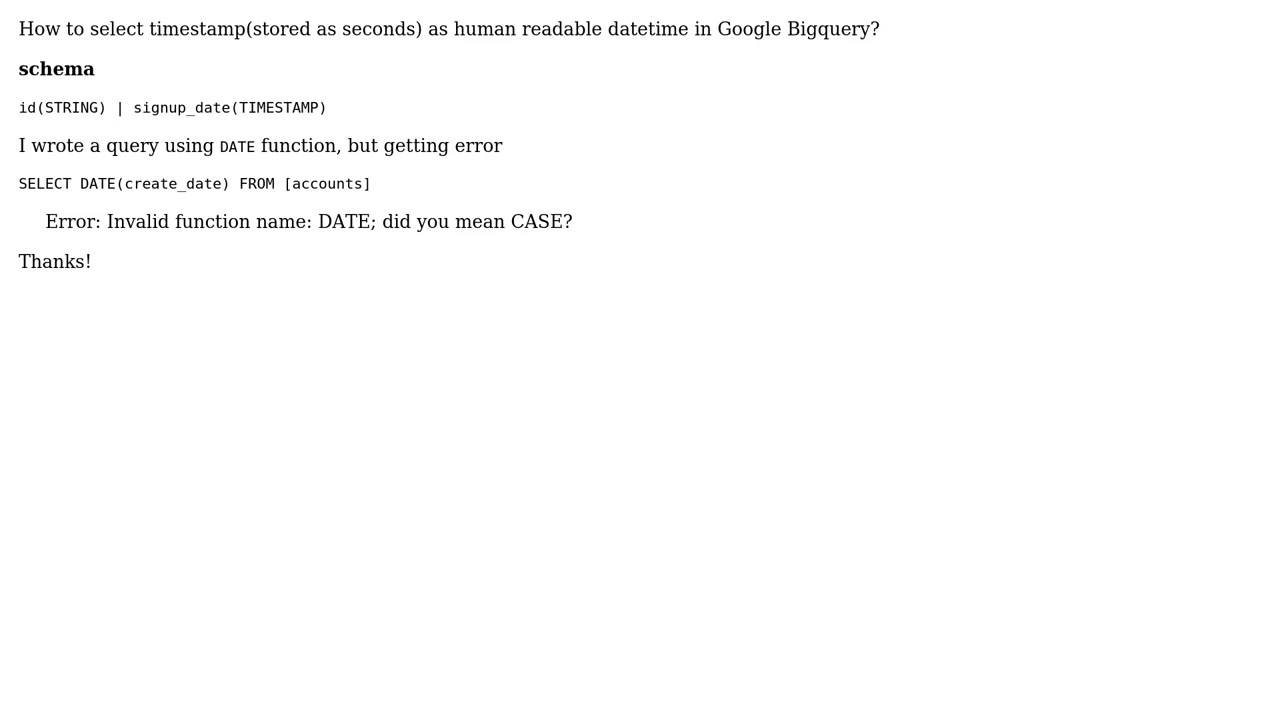 How to select timestamp(stored as seconds) as human readable datetime in Google Bigquery?
schema
id(STRING) | signup_date(TIMESTAMP)
I wrote a query using DATE function, but getting error
SELECT DATE(create_date) FROM [accounts]
Error: Invalid function name: DATE; did you mean CASE?
Thanks!